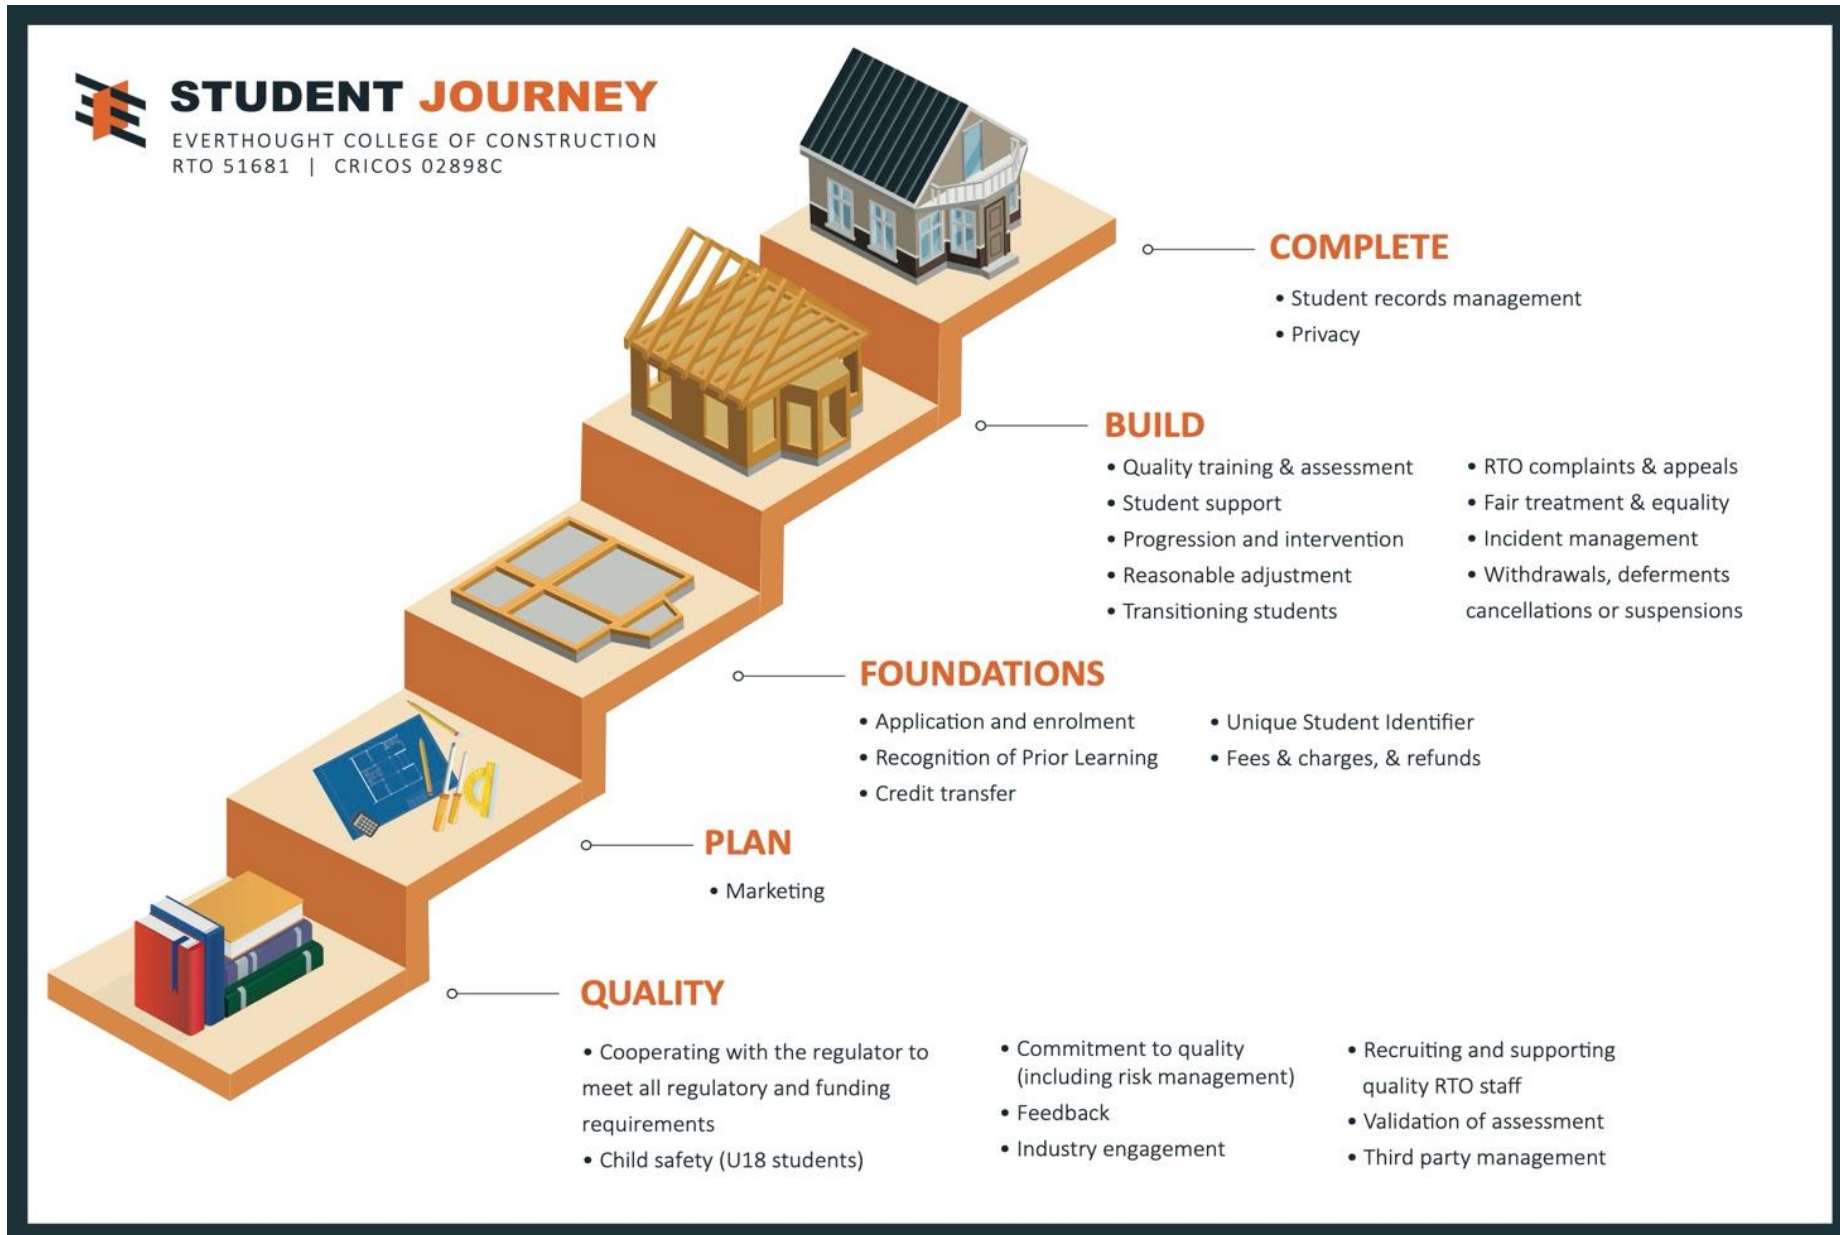 STUDENT JOURNEY
EVERTHOUGHT COLLEGE OF CONSTRUCTION
RTO 51681 | CRICOS 02898C
COMPLETE
• Student records management
• Privacy
BUILD
• Quality training & assessment
• Student support
• Progression and intervention
• Reasonable adjustment
• Transitioning students
• RTO complaints & appeals
• Fair treatment & equality
• Incident management
• Withdrawals, deferments
cancellations or suspensions
FOUNDATIONS
• Application and enrolment
• Recognition of Prior Learning
• Credit transfer
• Unique Student Identifier
• Fees & charges, & refunds
PLAN
• Marketing
QUALITY
• Cooperating with the regulator to
meet all regulatory and funding
requirements
• Child safety (U18 students)
• Commitment to quality
(including risk management)
• Feedback
• Industry engagement
• Recruiting and supporting
quality RTO staff
• Validation of assessment
• Third party management